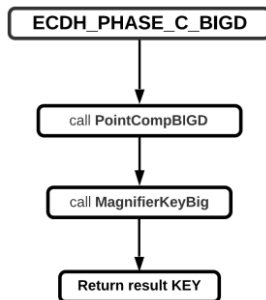 ECDH_PHASE_C_BIGD
call PointCompBIGD
call MagnifierKeyBig
Return result KEY